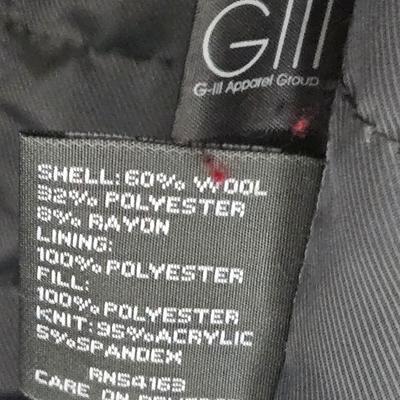 GIII
G-III Apparel Group
SHELL: 60% WOOL
32% POLYESTER
8% RAYON
LINING:
100% POLYESTER
FILL:
100% POLYESTER
KNIT: 95% ACRYLIC
5% SPANDEX
RN54163
CARE ON REVERSE